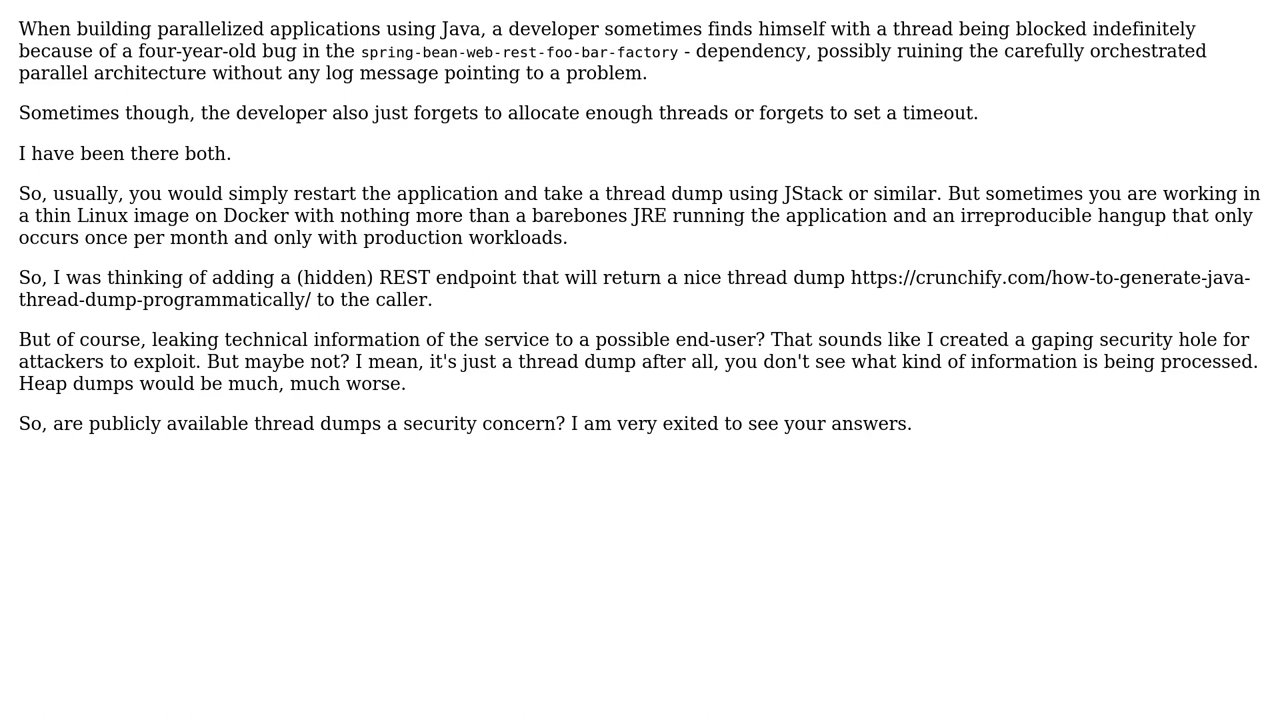 When building parallelized applications using Java, a developer sometimes finds himself with a thread being blocked indefinitely
because of a four-year-old bug in the spring-bean-web-rest-foo-bar-factory - dependency, possibly ruining the carefully orchestrated
parallel architecture without any log message pointing to a problem.
Sometimes though, the developer also just forgets to allocate enough threads or forgets to set a timeout.
I have been there both.
So, usually, you would simply restart the application and take a thread dump using JStack or similar. But sometimes you are working in
a thin Linux image on Docker with nothing more than a barebones JRE running the application and an irreproducible hangup that only
occurs once per month and only with production workloads.
So, I was thinking of adding a (hidden) REST endpoint that will return a nice thread dump https://crunchify.com/how-to-generate-java-
thread-dump-programmatically/ to the caller.
But of course, leaking technical information of the service to a possible end-user? That sounds like I created a gaping security hole for
attackers to exploit. But maybe not? I mean, it's just a thread dump after all, you don't see what kind of information is being processed.
Heap dumps would be much, much worse.
So, are publicly available thread dumps a security concern? I am very exited to see your answers.